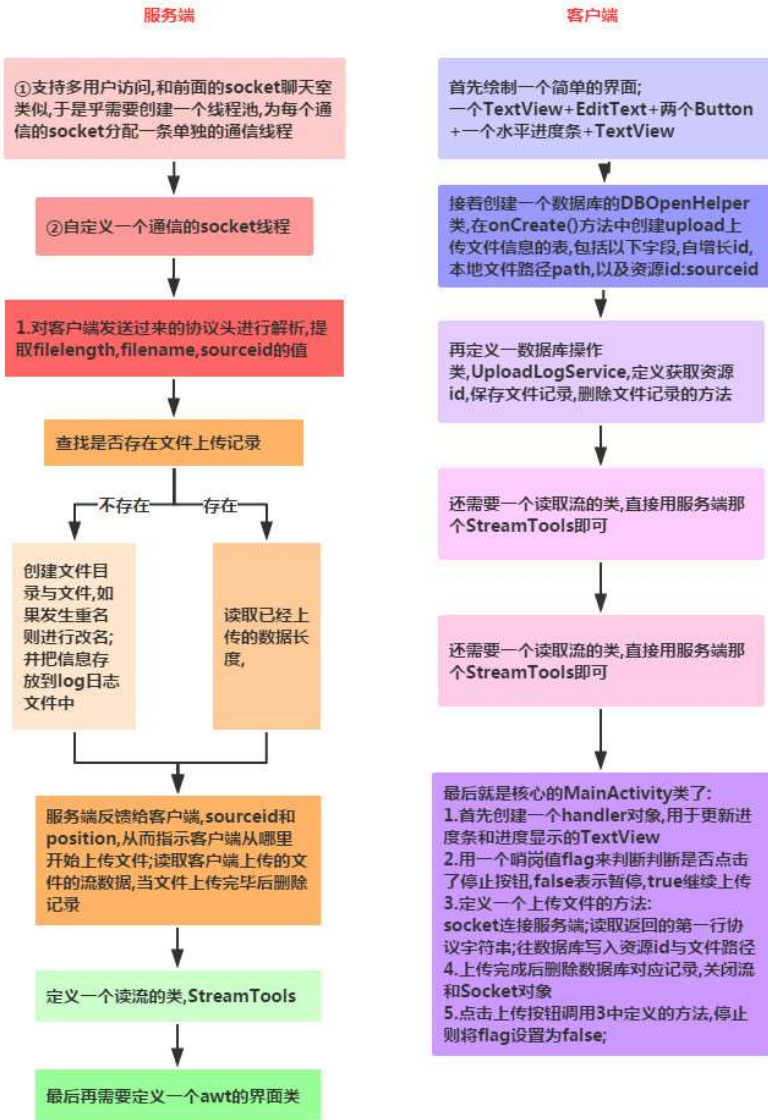 服务端
①支持多用户访问,和前面的socket聊天室
类似,于是乎需要创建一个线程池,为每个通
信的socket分配一条单独的通信线程
②自定义一个通信的socket线程
1.对客户端发送过来的协议头进行解析,提
取filelength,filename,sourceid的值
查找是否存在文件上传记录
不存在
存在
创建文件目
录与文件,如
果发生重名
则进行改名;
并把信息存
放到log日志
文件中
读取已经上
传的数据长
度,
服务端反馈给客户端,sourceid和
position,从而指示客户端从哪里
开始上传文件;读取客户端上传的文
件的流数据,当文件上传完毕后删除
记录
定义一个读流的类,StreamTools
最后再需要定义一个awt的界面类
客户端
首先绘制一个简单的界面;
一个TextView+EditText+两个Button
+一个水平进度条+TextView
接着创建一个数据库的DBOpenHelper
类,在onCreate()方法中创建upload上
传文件信息的表,包括以下字段,自增长id,
本地文件路径path,以及资源id:sourceid
再定义一数据库操作
类,UploadLogService,定义获取资源
id,保存文件记录,删除文件记录的方法
还需要一个读取流的类,直接用服务端那
个StreamTools即可
还需要一个读取流的类,直接用服务端那
个StreamTools即可
最后就是核心的MainActivity类了:
1.首先创建一个handler对象,用于更新进
度条和进度显示的TextView
2.用一个哨岗值flag来判断判断是否点击
了停止按钮,false表示暂停,true继续上传
3.定义一个上传文件的方法:
socket连接服务端;读取返回的第一行协
议字符串;往数据库写入资源id与文件路径
4.上传完成后删除数据库对应记录,关闭流
和Socket对象
5.点击上传按钮调用3中定义的方法,停止
则将flag设置为false;